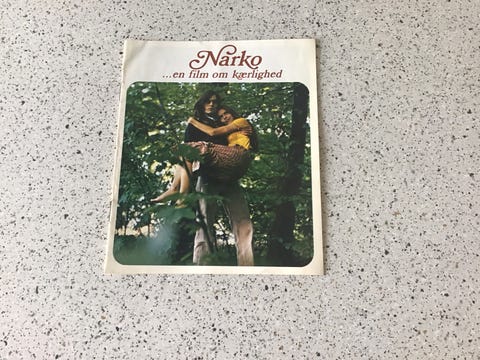 Narko
...en film om kærlighed